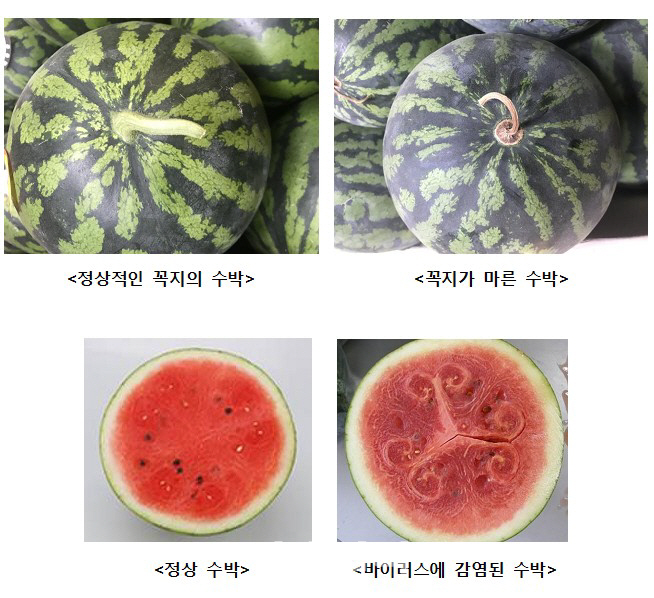 <정상적인 꼭지의 수박>
<꼭지가 마른 수박>
<정상 수박>
<바이러스에 감염된 수박>